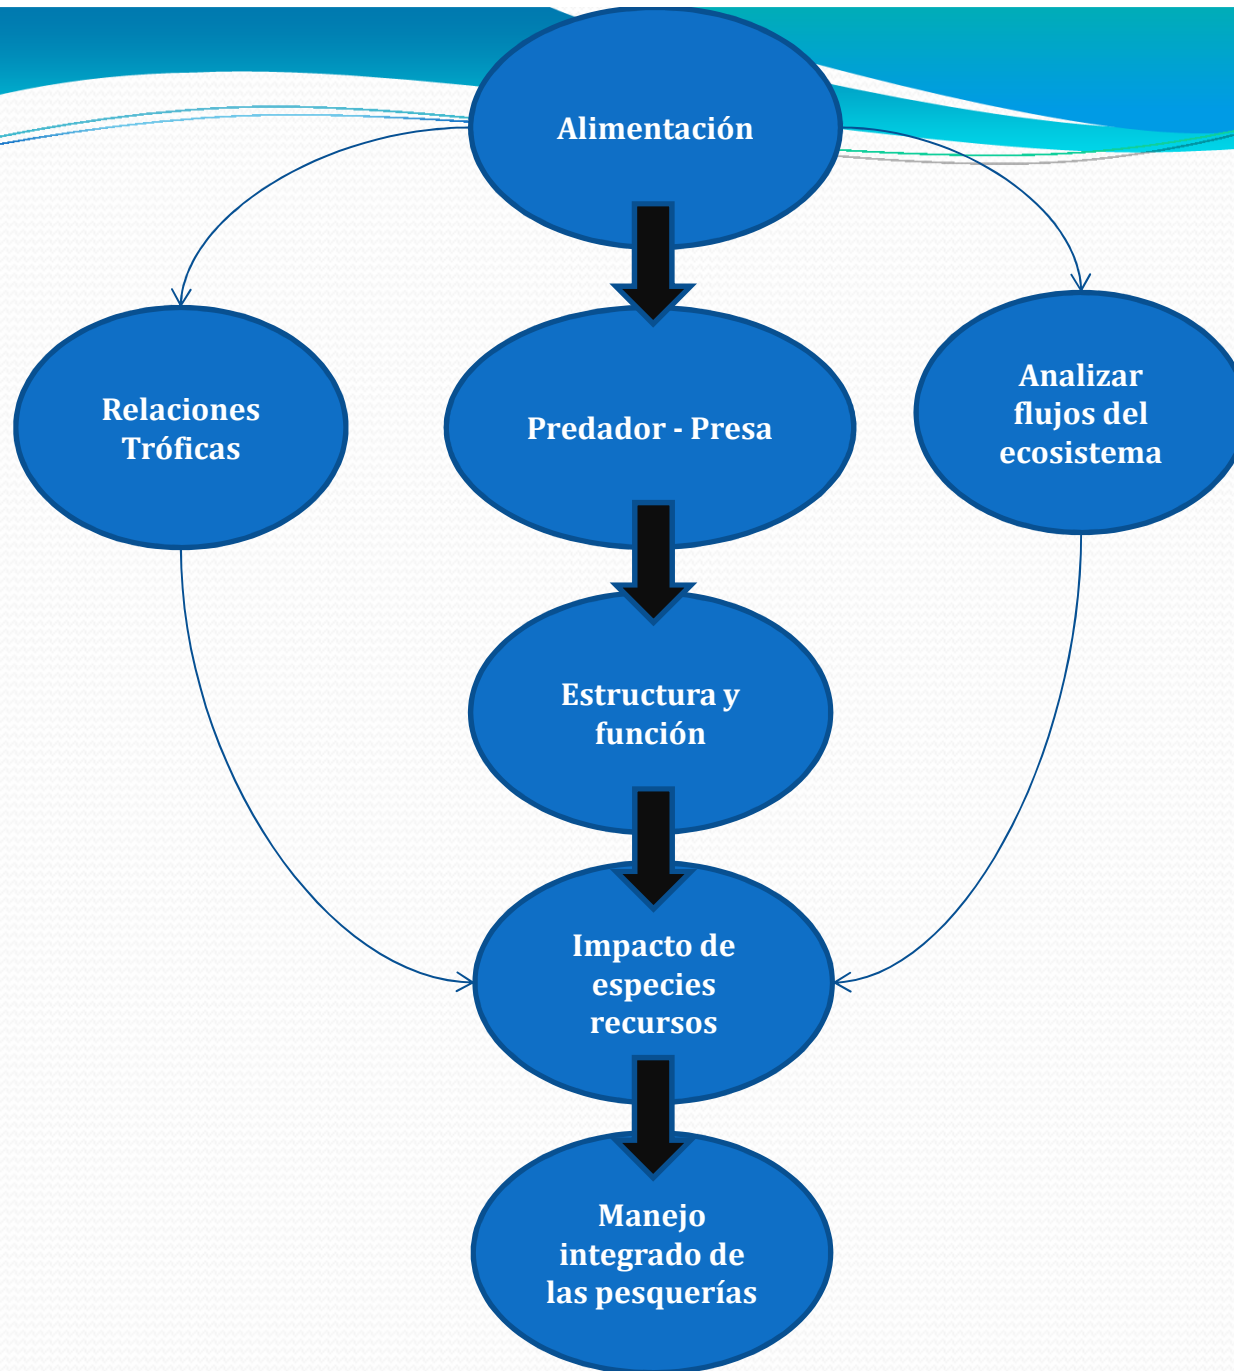 Alimentación
Relaciones
Tróficas
Predador - Presa
Analizar
flujos del
ecosistema
Estructura y
función
Impacto de
especies
recursos
Manejo
integrado de
las pesquerías